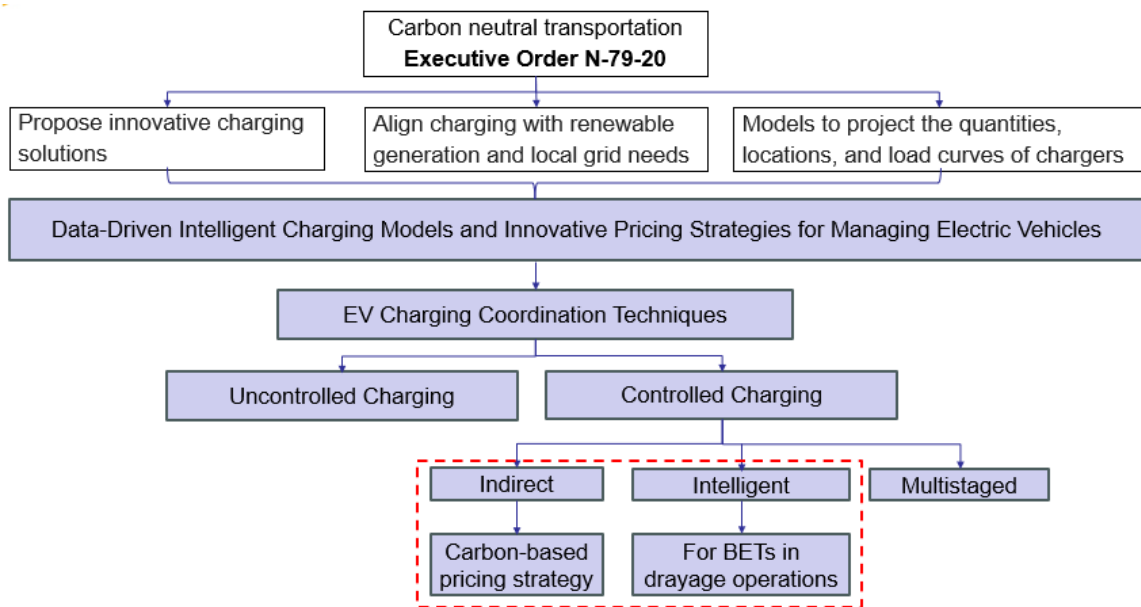 Carbon neutral transportation
Executive Order N-79-20
Propose innovative charging
solutions
Align charging with renewable
generation and local grid needs
Models to project the quantities,
locations, and load curves of chargers
Data-Driven Intelligent Charging Models and Innovative Pricing Strategies for Managing Electric Vehicles
EV Charging Coordination Techniques
Uncontrolled Charging
Controlled Charging
Indirect
Intelligent
Multistaged
Carbon-based
pricing strategy
For BETs in
drayage operations